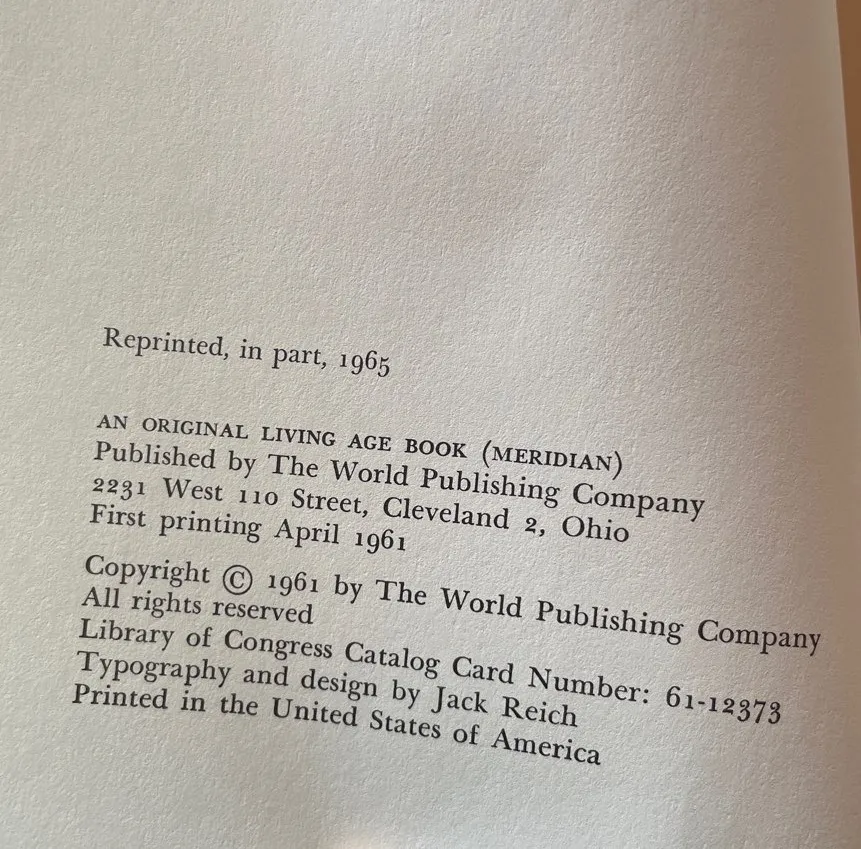 Reprinted, in part, 1965
AN ORIGINAL LIVING AGE BOOK (MERIDIAN)
Published by The World Publishing Company
2231 West 110 Street, Cleveland 2, Ohio
First printing April 1961
Copyright © 1961 by The World Publishing Company
All rights reserved
Library of Congress Catalog Card Number: 61-12373
Typography and design by Jack Reich
Printed in the United States of America